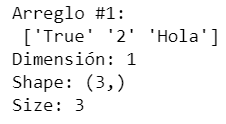 Arreglo #1:
['True' '2' 'Hola']
Dimensión: 1
Shape: (3,)
Size: 3